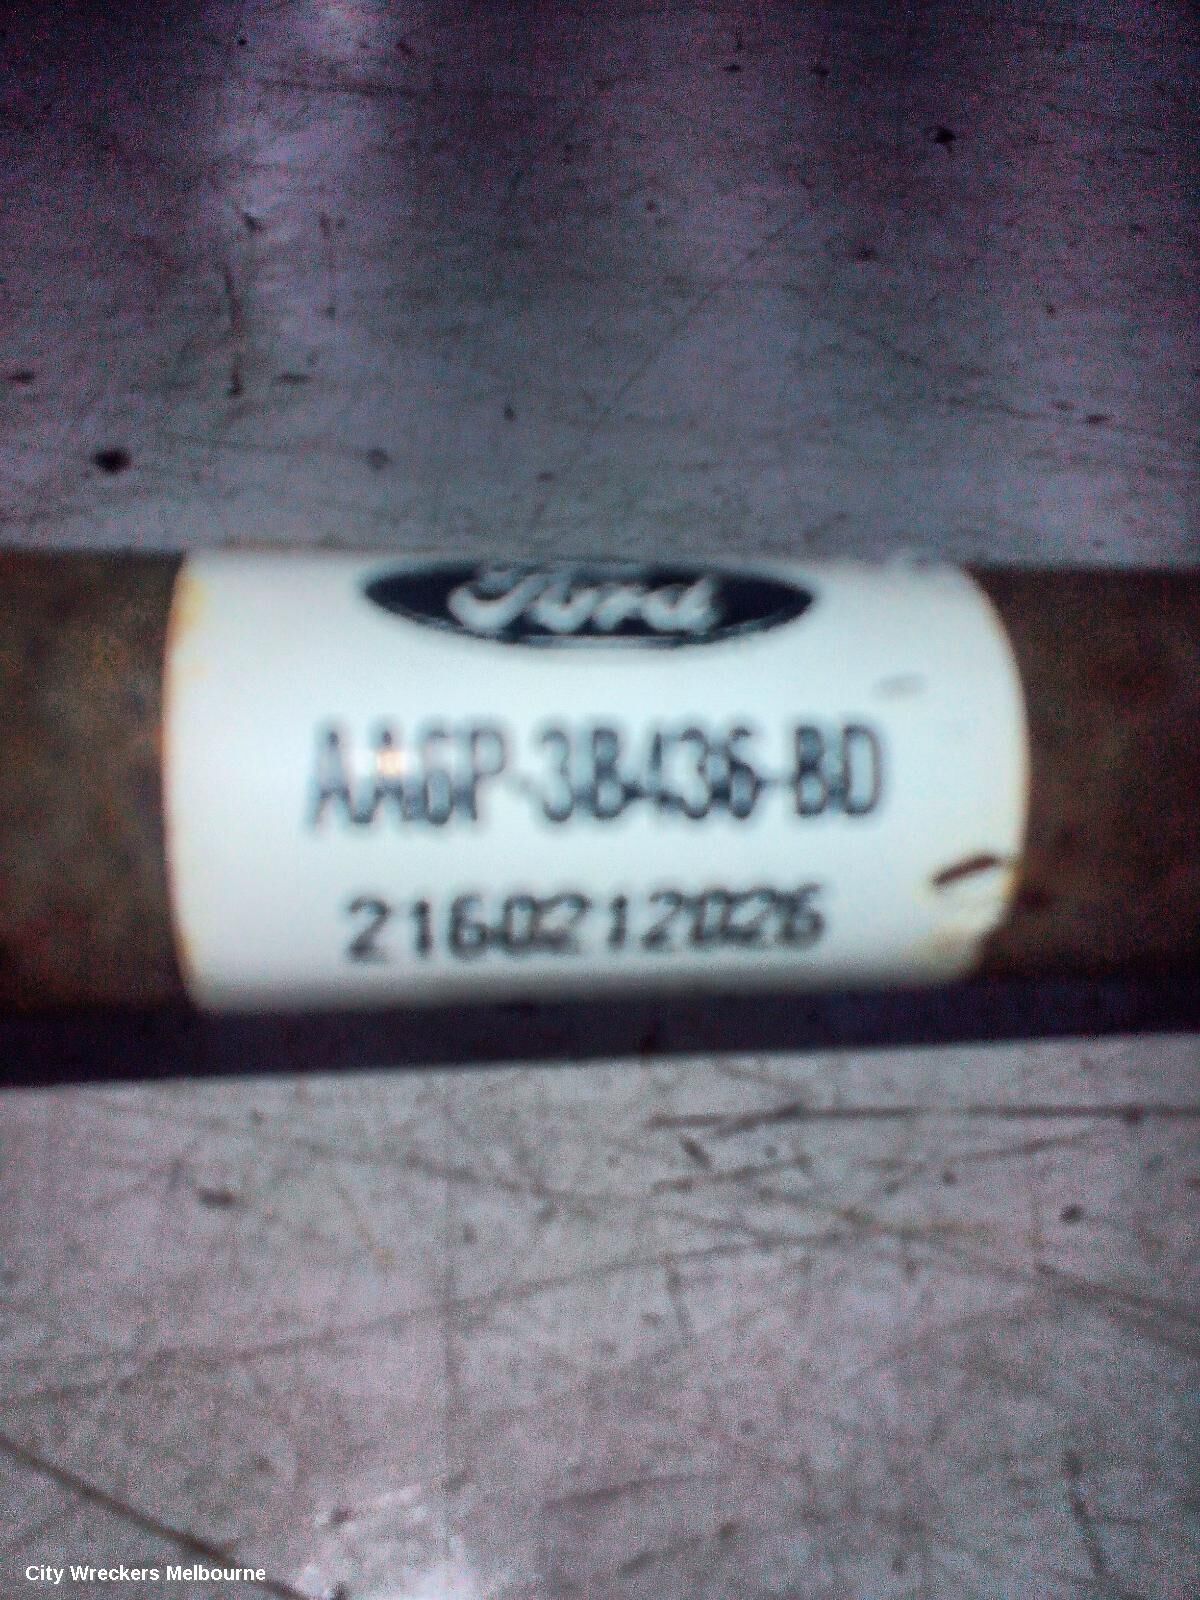 Ford
AA6P-3B436-BD
2160212026
City Wreckers Melbourne